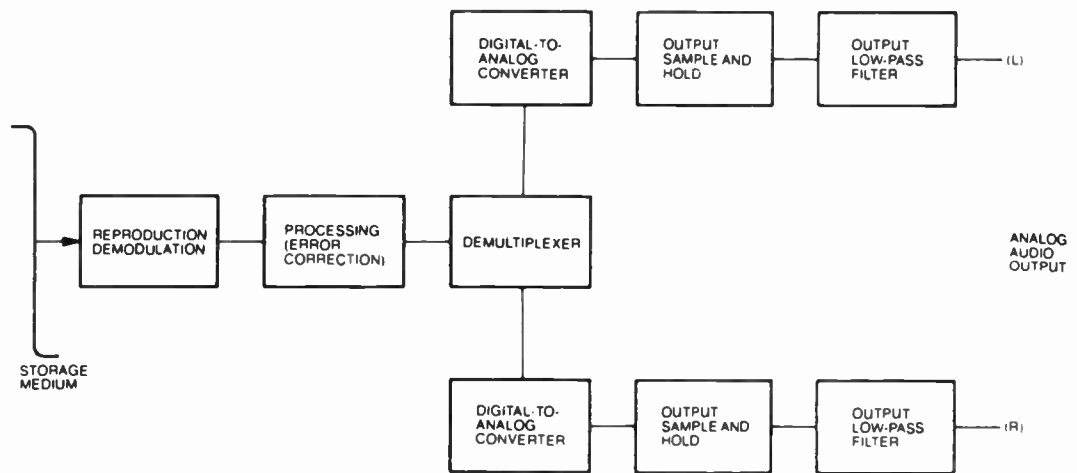 DIGITAL-TO-
ANALOG
CONVERTER
OUTPUT
SAMPLE AND
HOLD
OUTPUT
LOW-PASS
FILTER
(L)
REPRODUCTION
DEMODULATION
PROCESSING
(ERROR
CORRECTION)
DEMULTIPLEXER
ANALOG
AUDIO
OUTPUT
STORAGE
MEDIUM
DIGITAL-TO-
ANALOG
CONVERTER
OUTPUT
SAMPLE AND
HOLD
OUTPUT
LOW-PASS
FILTER
(R)